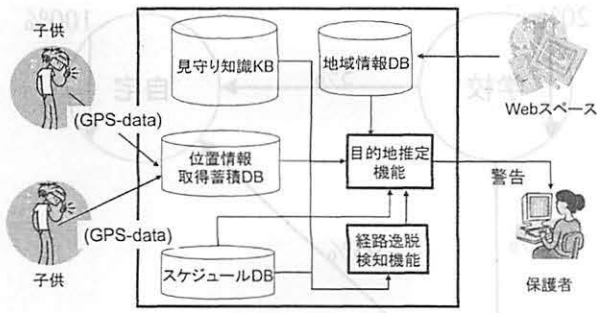 子供
(GPS-data)
(GPS-data)
子供
見守り知識KB
地域情報DB
Webスペース
位置情報
取得蓄積DB
目的地推定
機能
警告
経路逸脱
検知機能
スケジュールDB
保護者